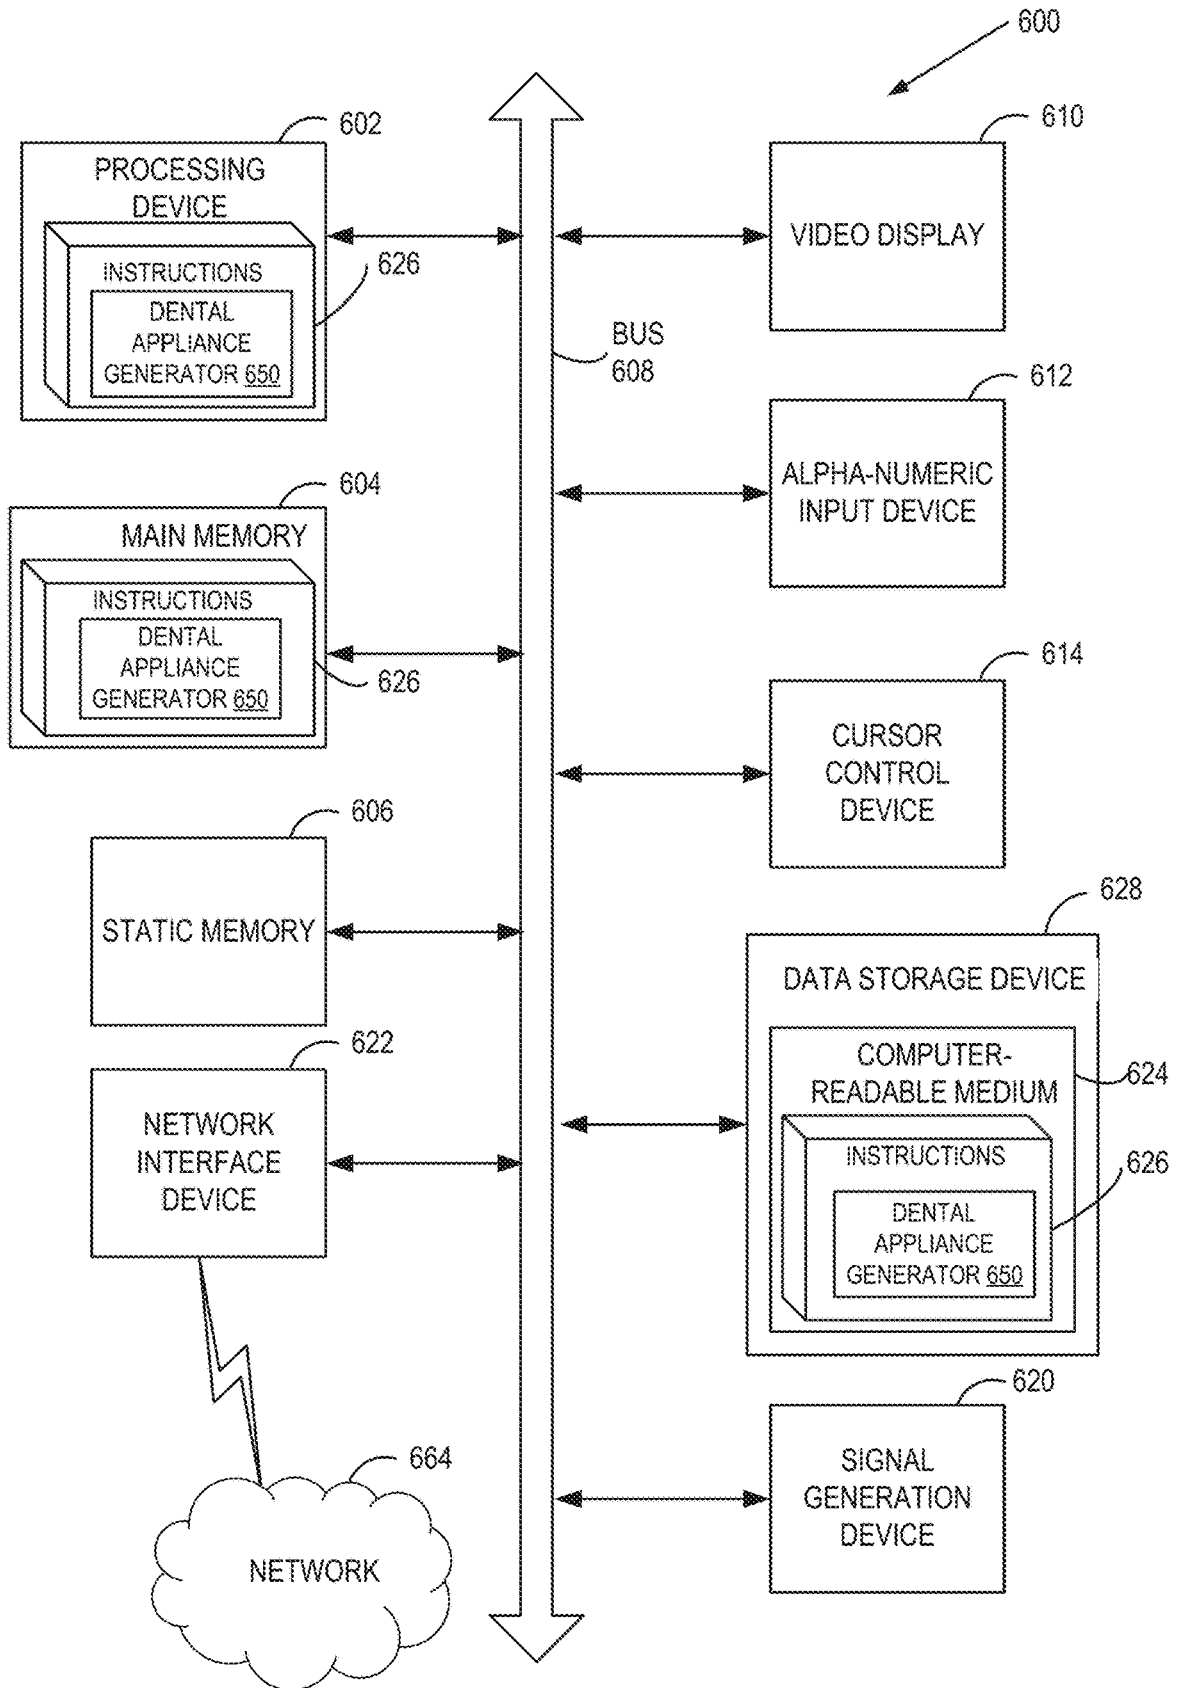 600
602
PROCESSING
DEVICE
INSTRUCTIONS
626
DENTAL
APPLIANCE
GENERATOR 650
604
MAIN MEMORY
INSTRUCTIONS
DENTAL
APPLIANCE
GENERATOR 650
626
606
STATIC MEMORY
622
NETWORK
INTERFACE
DEVICE
664
NETWORK
BUS
608
610
VIDEO DISPLAY
612
ALPHA-NUMERIC
INPUT DEVICE
614
CURSOR
CONTROL
DEVICE
628
DATA STORAGE DEVICE
COMPUTER-
READABLE MEDIUM
624
INSTRUCTIONS
626
DENTAL
APPLIANCE
GENERATOR 650
620
SIGNAL
GENERATION
DEVICE